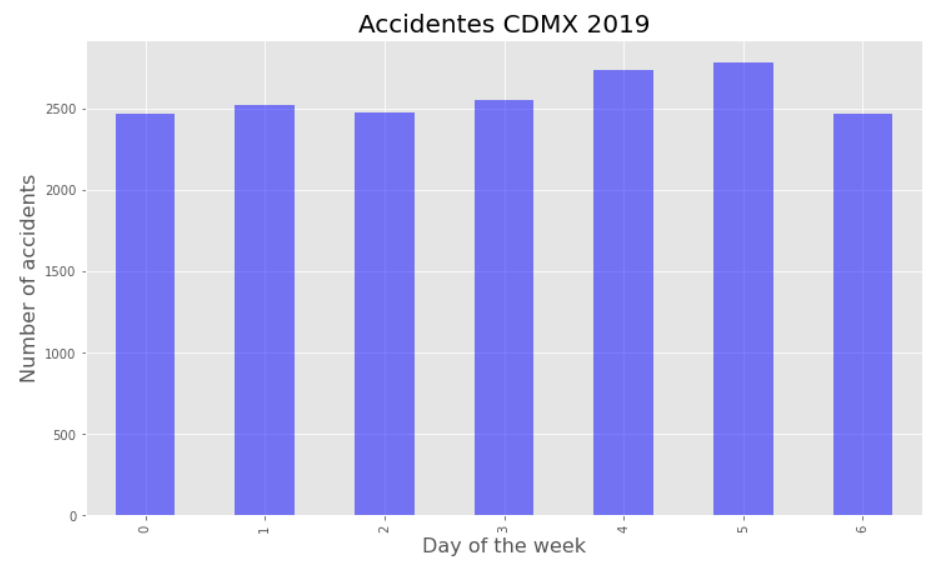 Accidentes CDMX 2019
Number of accidents
2500
2000
1500
1000
500
0
0 1 2 3 4 5 6
Day of the week